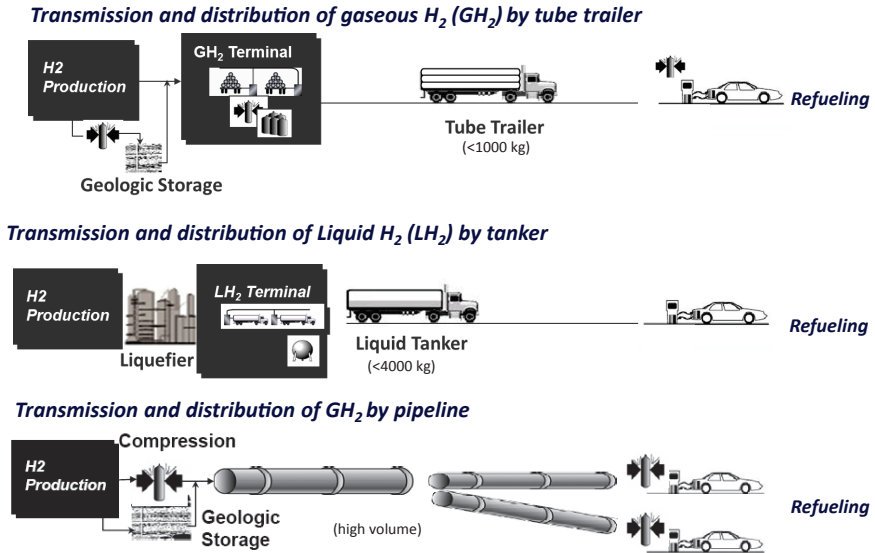 Transmission and distribution of gaseous H2 (GH2) by tube trailer
H2
Production
GH2 Terminal
Geologic Storage
Tube Trailer
(<1000 kg)
Refueling
Transmission and distribution of Liquid H2 (LH2) by tanker
H2
Production
Liquefier
LH2 Terminal
Liquid Tanker
(<4000 kg)
Refueling
Transmission and distribution of GH2 by pipeline
H2
Production
Compression
Geologic
Storage
(high volume)
Refueling